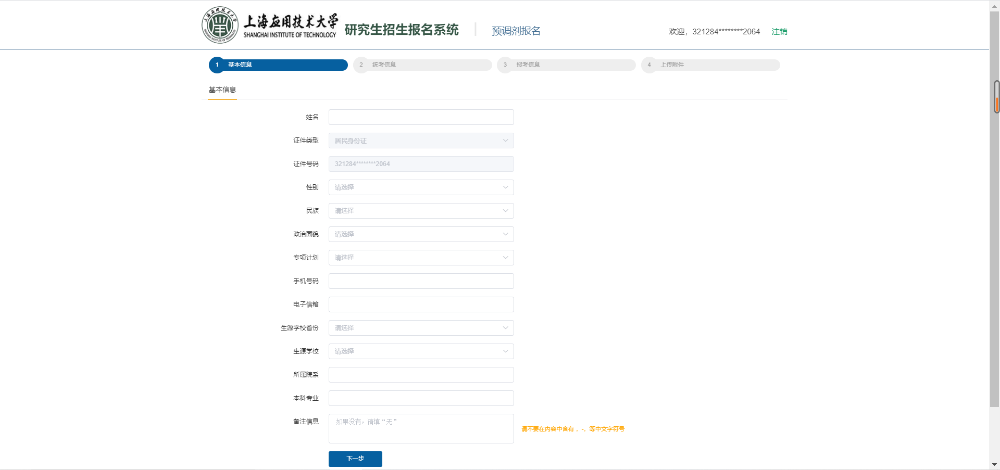 上海应用技术大学
SHANGHAI INSTITUTE OF TECHNOLOGY
研究生招生报名系统
预调剂报名
欢迎，321284********2064 注销
1 基本信息
2 统考信息
3 报考信息
4 上传附件
基本信息
姓名
证件类型 居民身份证
证件号码 321284********2064
性别 请选择
民族 请选择
政治面貌 请选择
专项计划 请选择
手机号码
电子信箱
生源学校省份 请选择
生源学校 请选择
所属院系
本科专业
备注信息 如果没有，请填“无”
请不要在内容中含有 ，-，等中文字符号
下一步